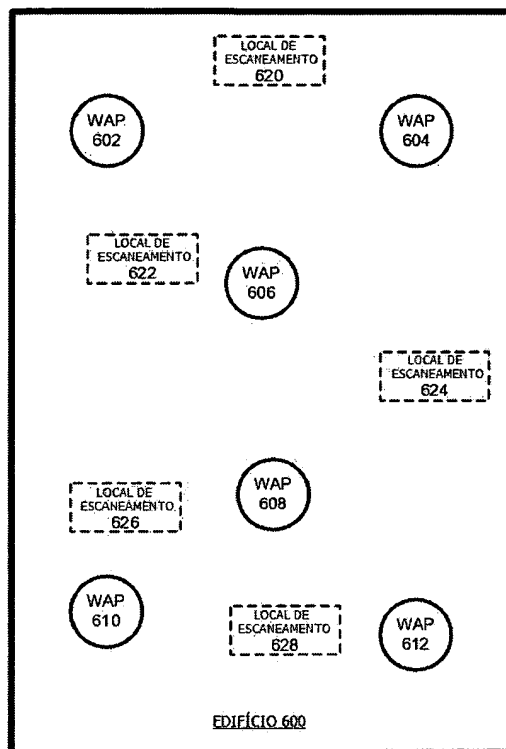 LOCAL DE
ESCANEAMENTO
620
WAP
602
WAP
604
LOCAL DE
ESCANEAMENTO
622
WAP
606
LOCAL DE
ESCANEAMENTO
624
LOCAL DE
ESCANEAMENTO
626
WAP
608
WAP
610
LOCAL DE
ESCANEAMENTO
628
WAP
612
EDIFÍCIO 600